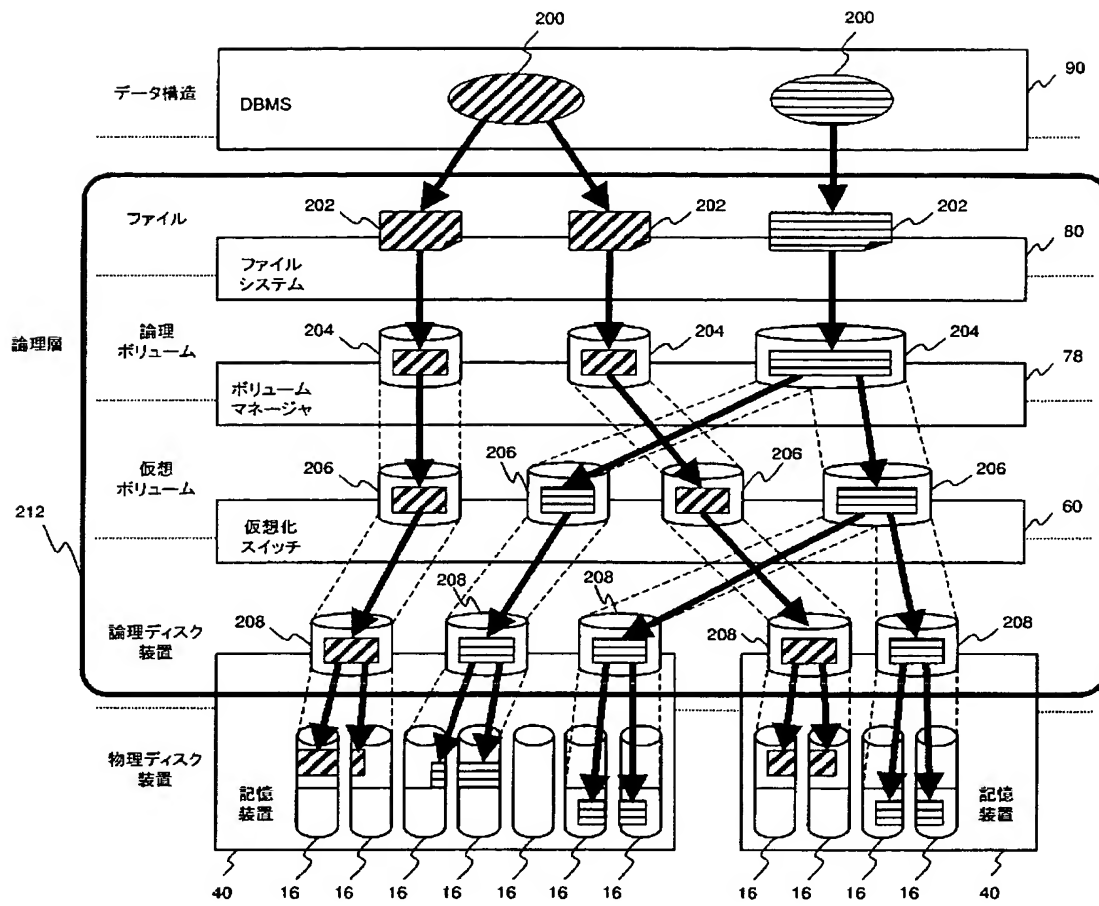 200
200
90
データ構造
DBMS
ファイル
202
202
202
80
ファイル
システム
論理層
論理
ボリューム
204
204
204
78
ボリューム
マネージャ
仮想
ボリューム
206
206
206
206
212
60
仮想化
スイッチ
208
208
論理ディスク
装置
208
208
208
物理ディスク
装置
記憶
装置
記憶
装置
40
16
16
16
16
16
16
16
16
16
16
16
40